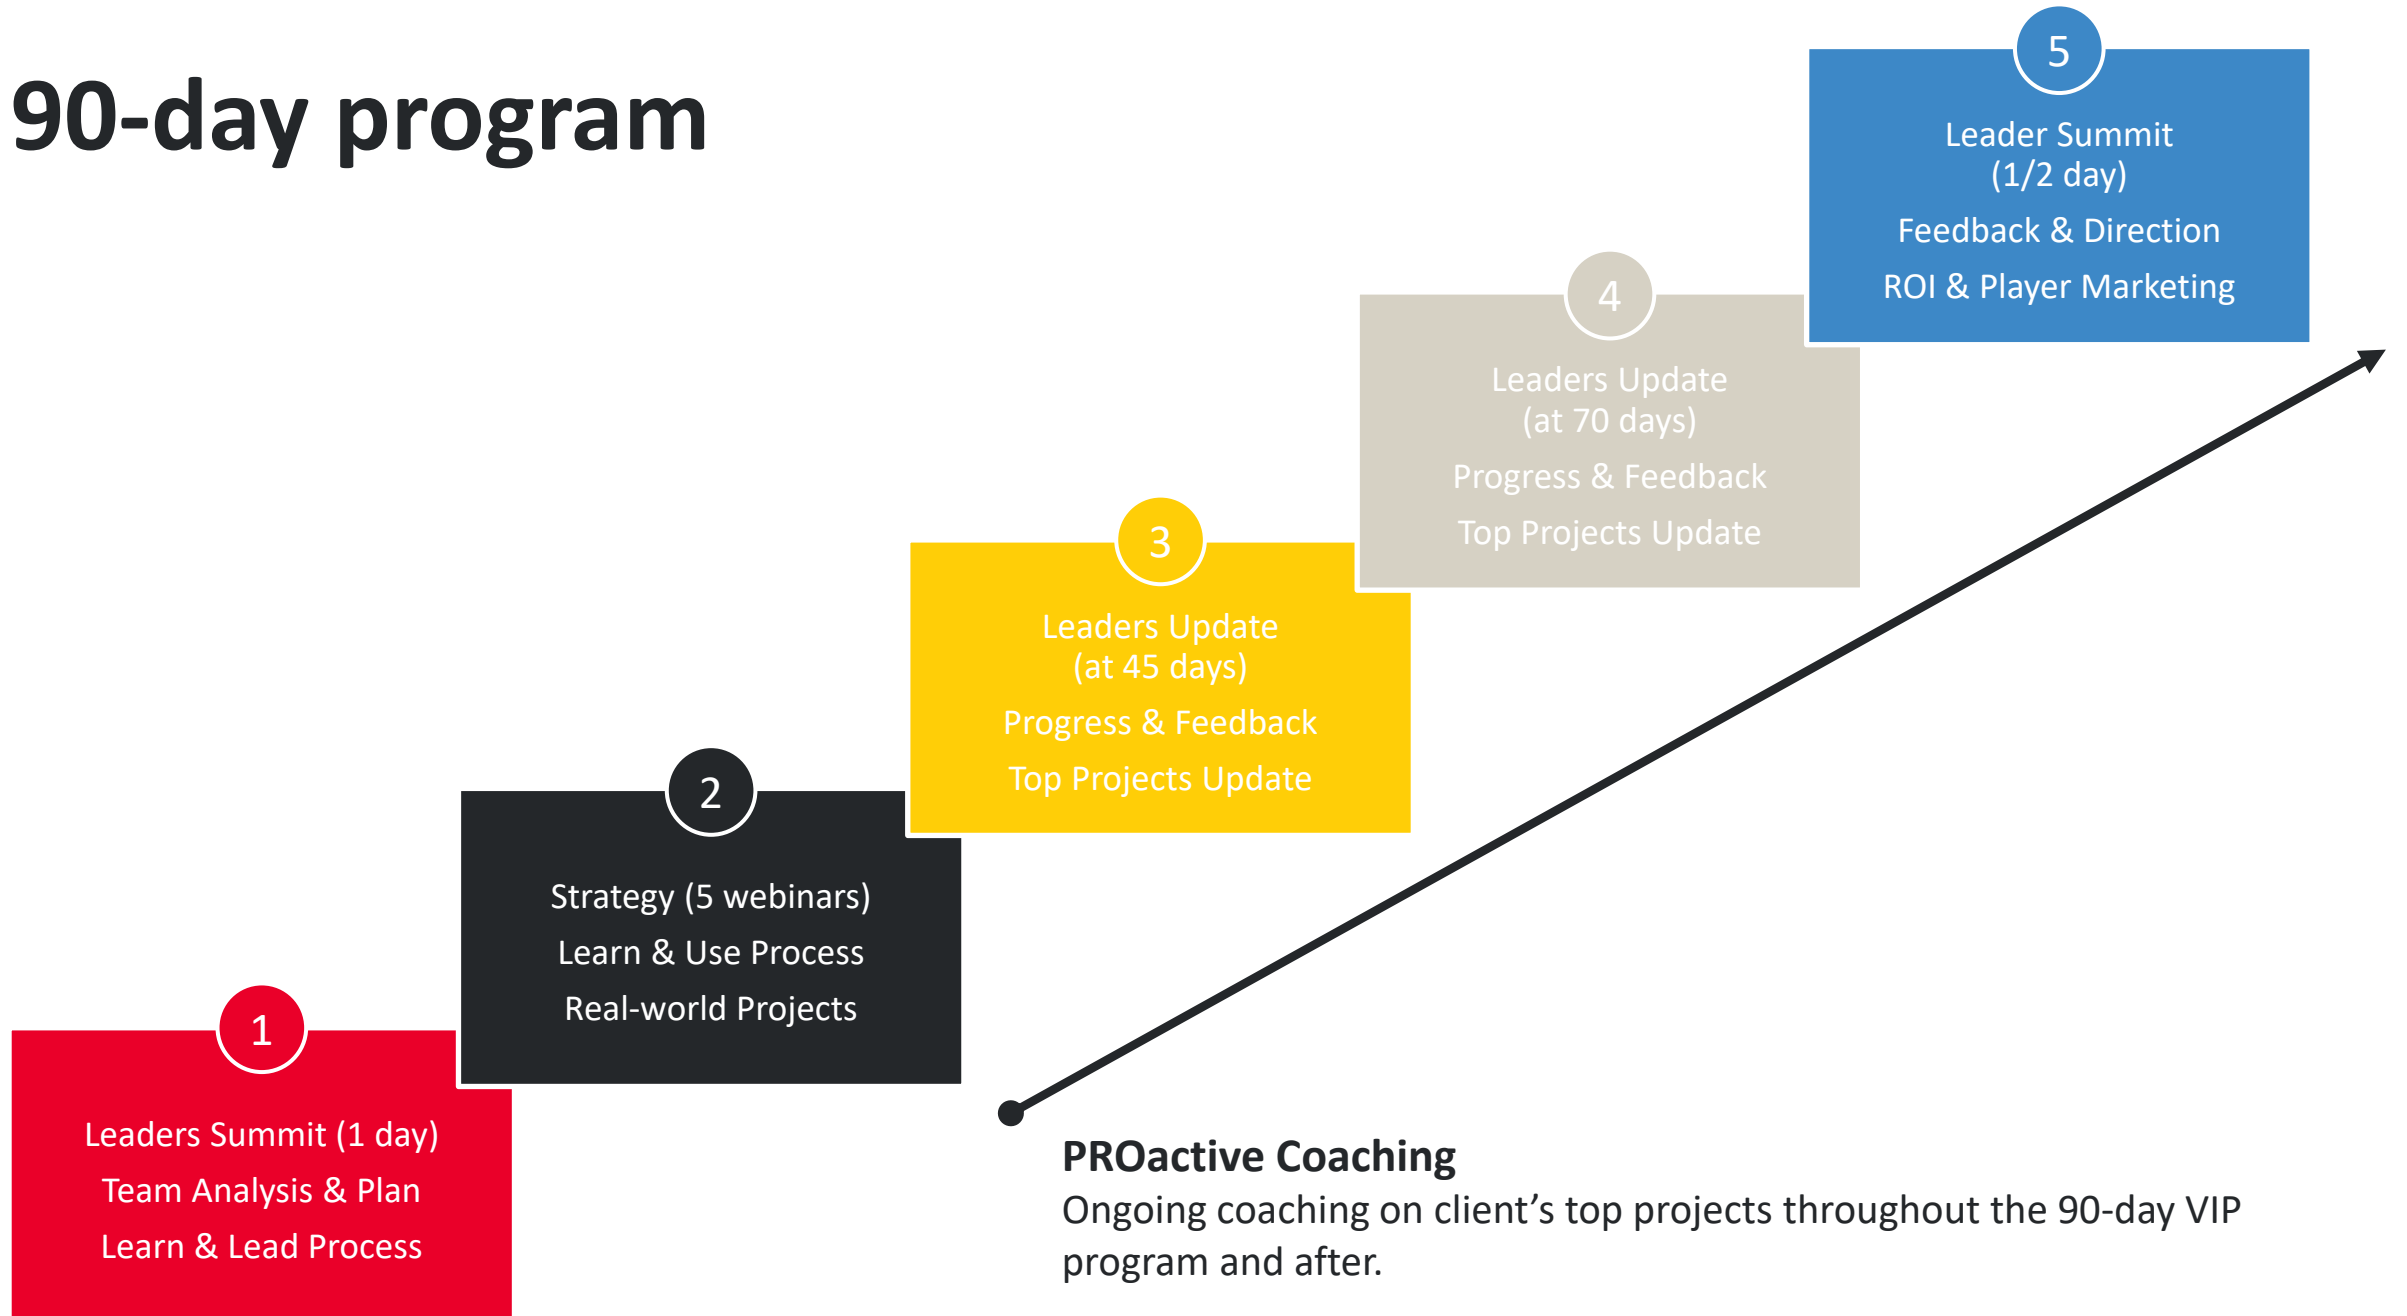 90-day program
1
Leaders Summit (1 day)
Team Analysis & Plan
Learn & Lead Process
2
Strategy (5 webinars)
Learn & Use Process
Real-world Projects
3
Leaders Update
(at 45 days)
Progress & Feedback
Top Projects Update
4
Leaders Update
(at 70 days)
Progress & Feedback
Top Projects Update
5
Leader Summit
(1/2 day)
Feedback & Direction
ROI & Player Marketing
PROactive Coaching
Ongoing coaching on client’s top projects throughout the 90-day VIP
program and after.